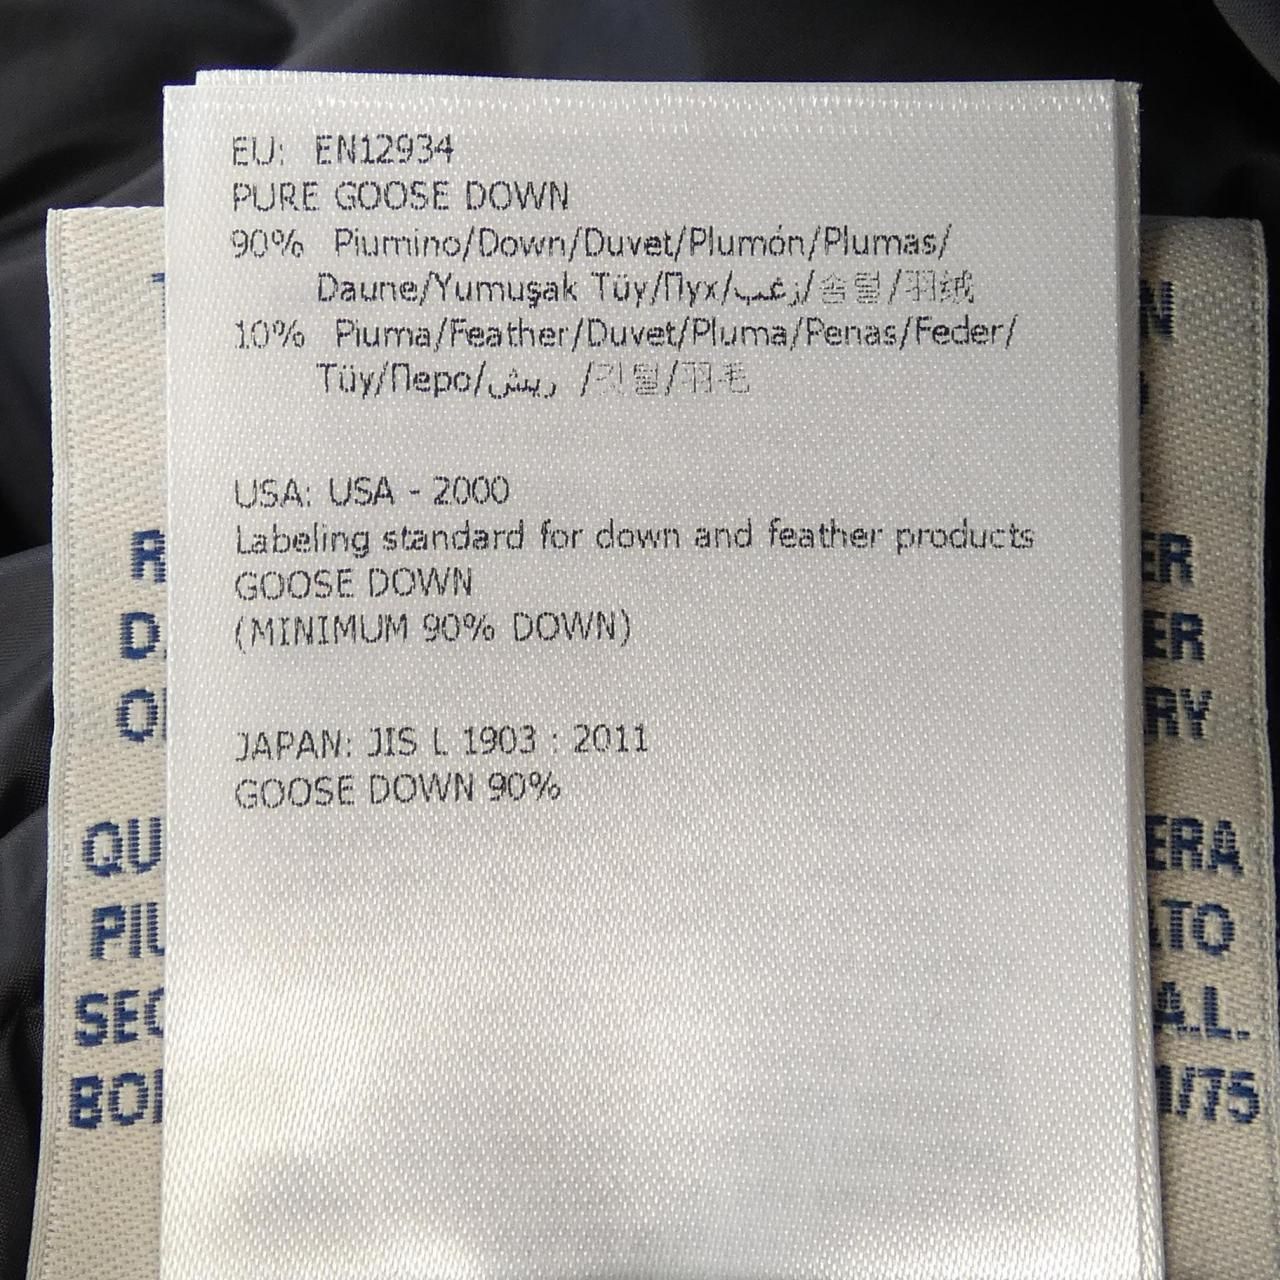 EU: EN12934
PURE GOOSE DOWN
90% Piumino/Down/Duvet/Plumón/Plumas/
Daune/Yumuşak Tüy/Пух/زغب/솜털/羽绒
10% Piuma/Feather/Duvet/Pluma/Penas/Feder/
Tüy/Перо/ريش /깃털/羽毛
USA: USA - 2000
Labeling standard for down and feather products
GOOSE DOWN
(MINIMUM 90% DOWN)
JAPAN: JIS L 1903 : 2011
GOOSE DOWN 90%